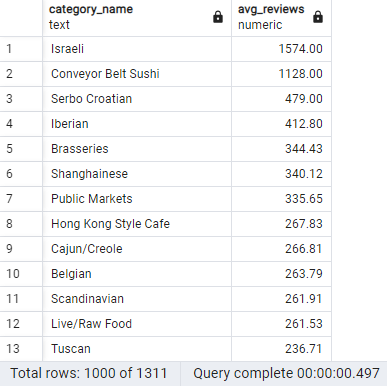 category_name avg_reviews
text numeric
1 Israeli 1574.00
2 Conveyor Belt Sushi 1128.00
3 Serbo Croatian 479.00
4 Iberian 412.80
5 Brasseries 344.43
6 Shanghainese 340.12
7 Public Markets 335.65
8 Hong Kong Style Cafe 267.83
9 Cajun/Creole 266.81
10 Belgian 263.79
11 Scandinavian 261.91
12 Live/Raw Food 261.53
13 Tuscan 236.71
Total rows: 1000 of 1311 Query complete 00:00:00.497